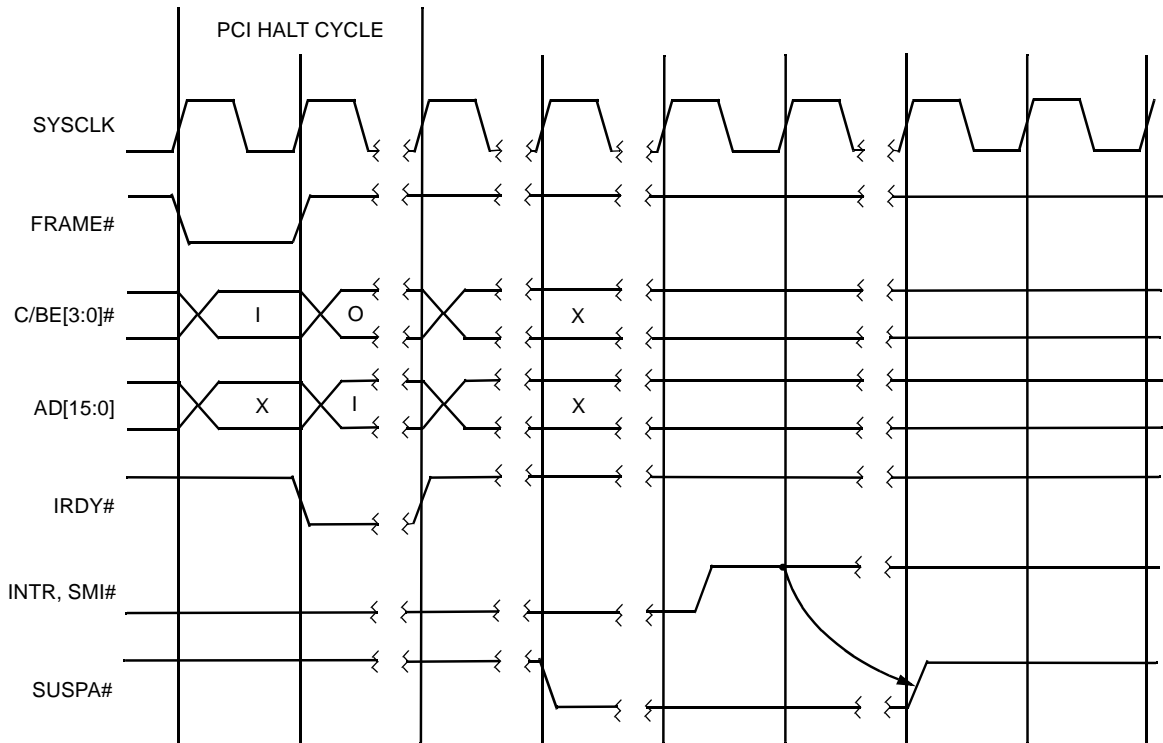 PCI HALT CYCLE
SYSCLK
FRAME#
C/BE[3:0]# I O X
AD[15:0] X I X
IRDY#
INTR, SMI#
SUSPA#